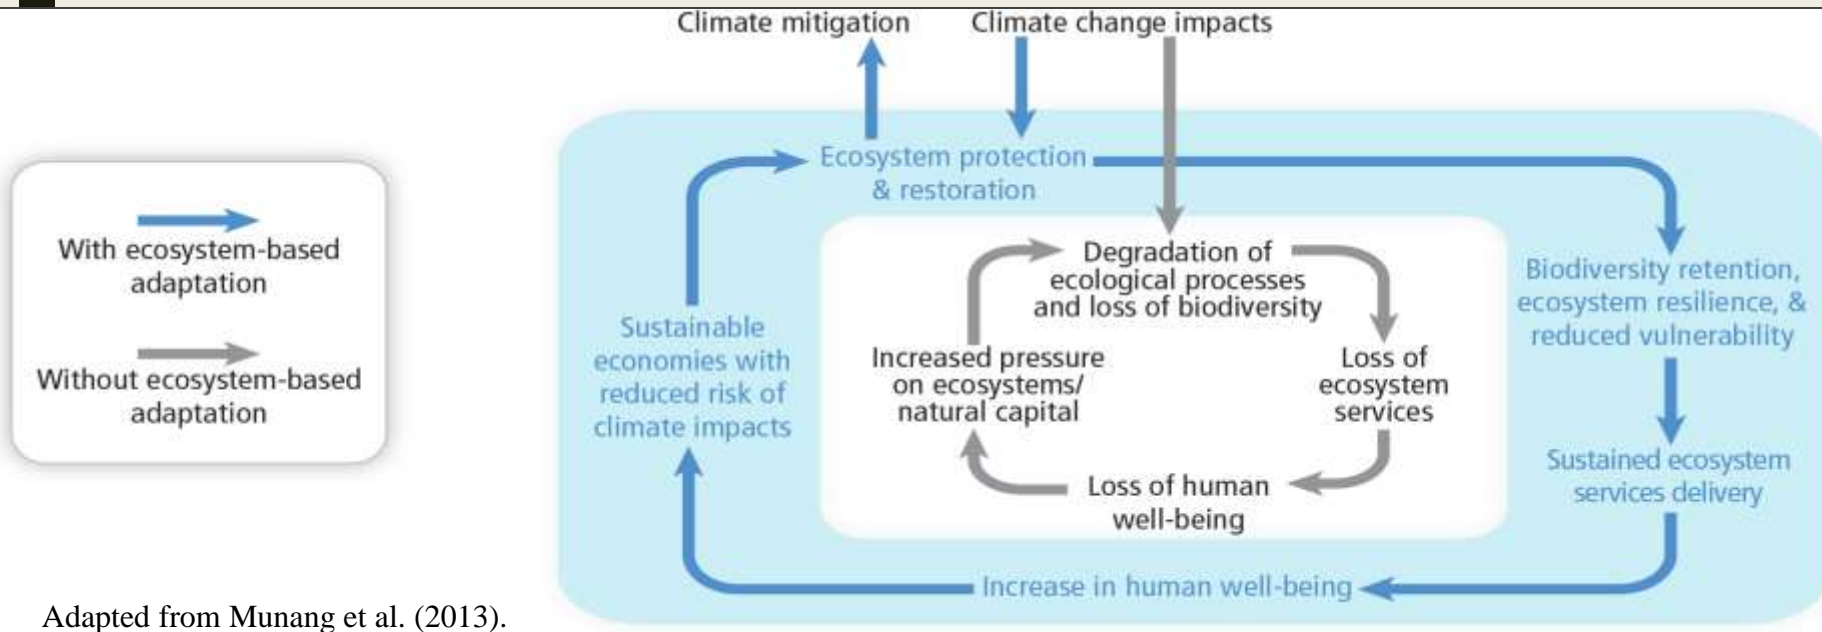 Climate mitigation
Climate change impacts
With ecosystem-based
adaptation
Without ecosystem-based
adaptation
Ecosystem protection
& restoration
Degradation of
ecological processes
and loss of biodiversity
Biodiversity retention,
ecosystem resilience, &
reduced vulnerability
Sustainable
economies with
reduced risk of
climate impacts
Increased pressure
on ecosystems/
natural capital
Loss of
ecosystem
services
Sustained ecosystem
services delivery
Loss of human
well-being
Increase in human well-being
Adapted from Munang et al. (2013).